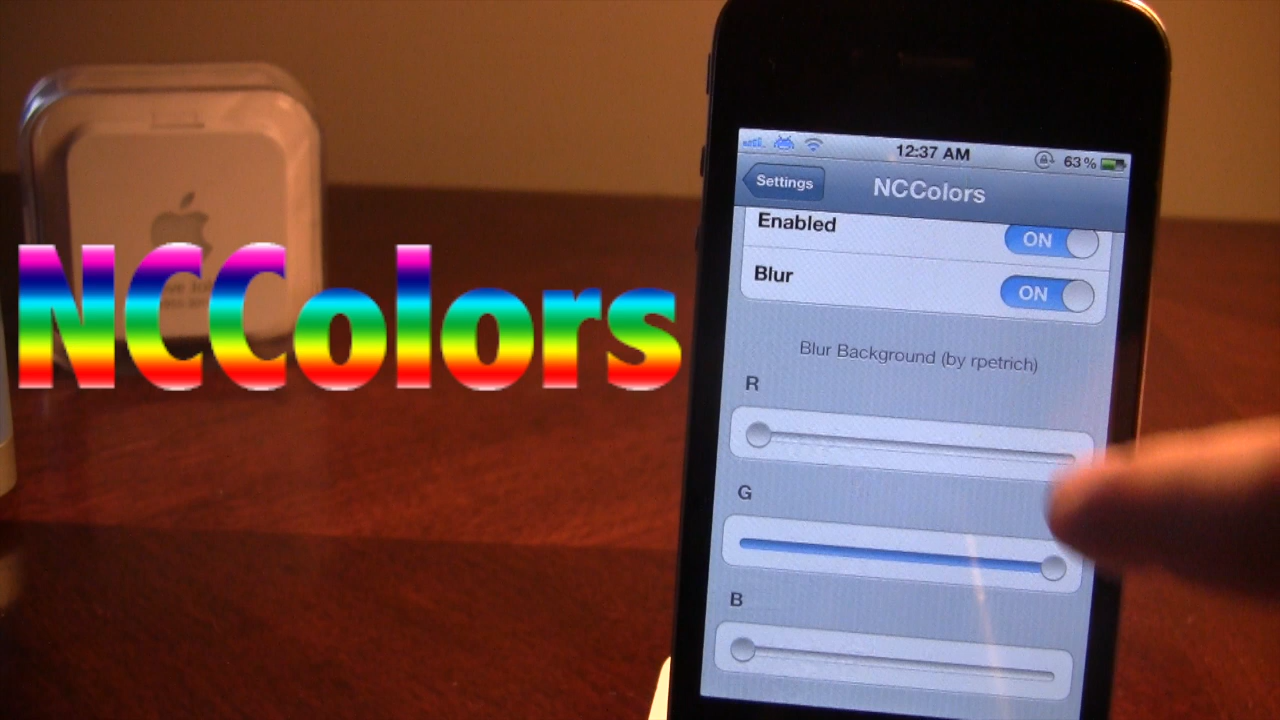 12:37 AM
63%
Settings
NCColors
Enabled
ON
Blur
ON
NCColors
Blur Background (by rpetrich)
R
G
B